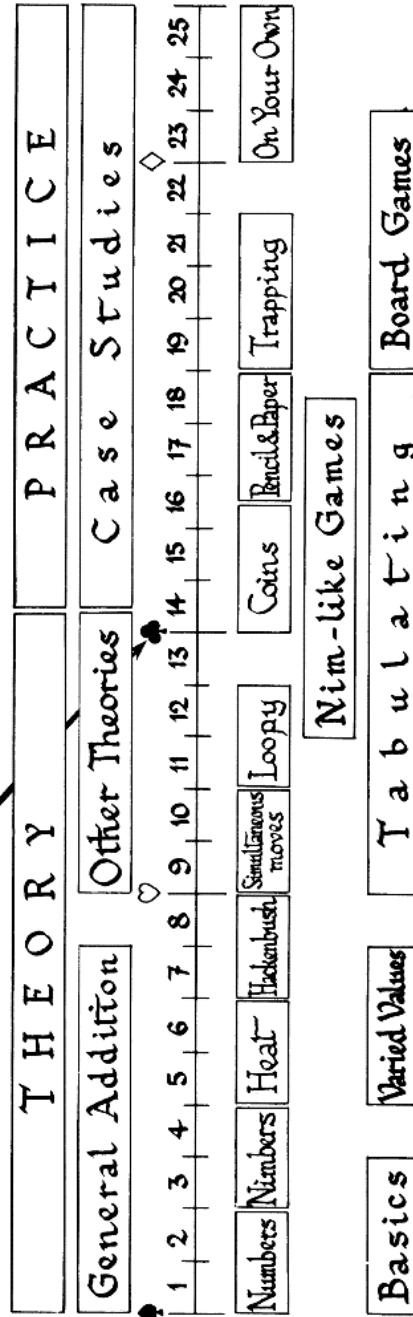 THEORY PRACTICE
General Addition Other Theories Case Studies
1 2 3 4 5 6 7 8 9 10 11 12 13 14 15 16 17 18 19 20 21 22 23 24 25
Numbers Nimbers Heat Hackenbush Simultaneous moves Loopy Coins Pencil & Paper Trapping On Your Own
Nim-like Games
Basics Varied Values Tabulating Board Games